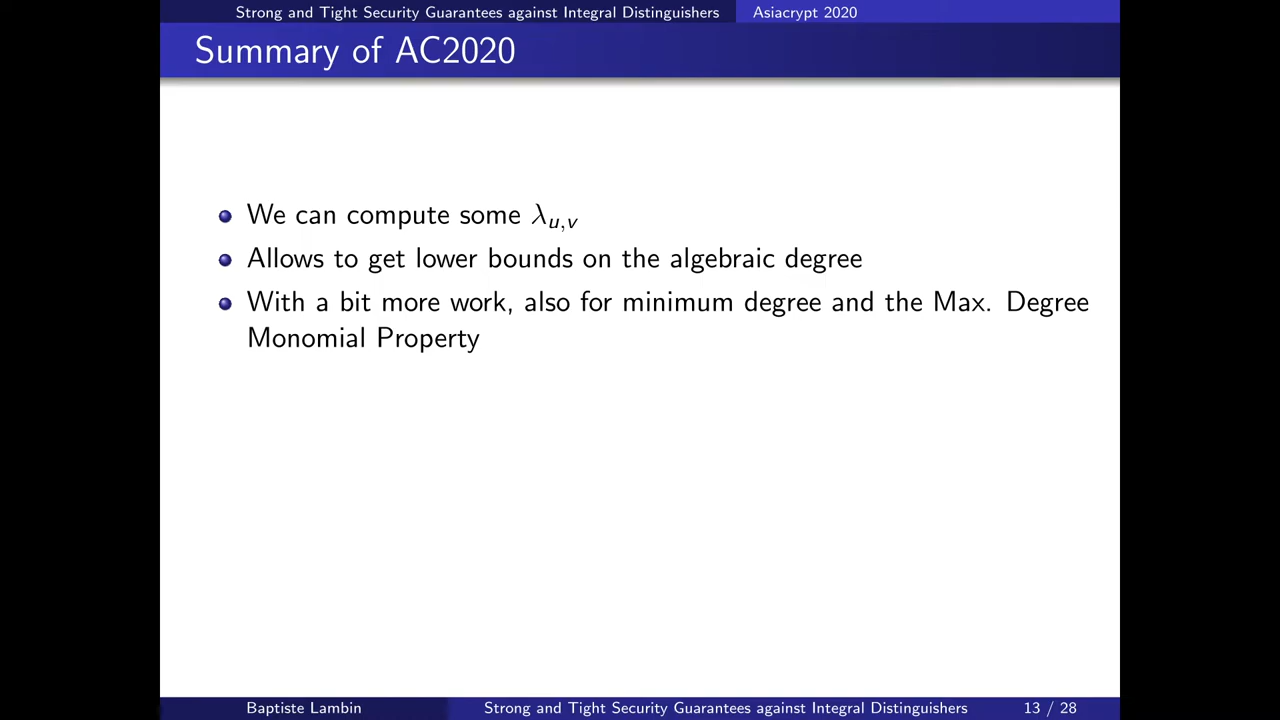 Strong and Tight Security Guarantees against Integral Distinguishers Asiacrypt 2020
Summary of AC2020
We can compute some λu,v
Allows to get lower bounds on the algebraic degree
With a bit more work, also for minimum degree and the Max. Degree
Monomial Property
Baptiste Lambin Strong and Tight Security Guarantees against Integral Distinguishers 13 / 28